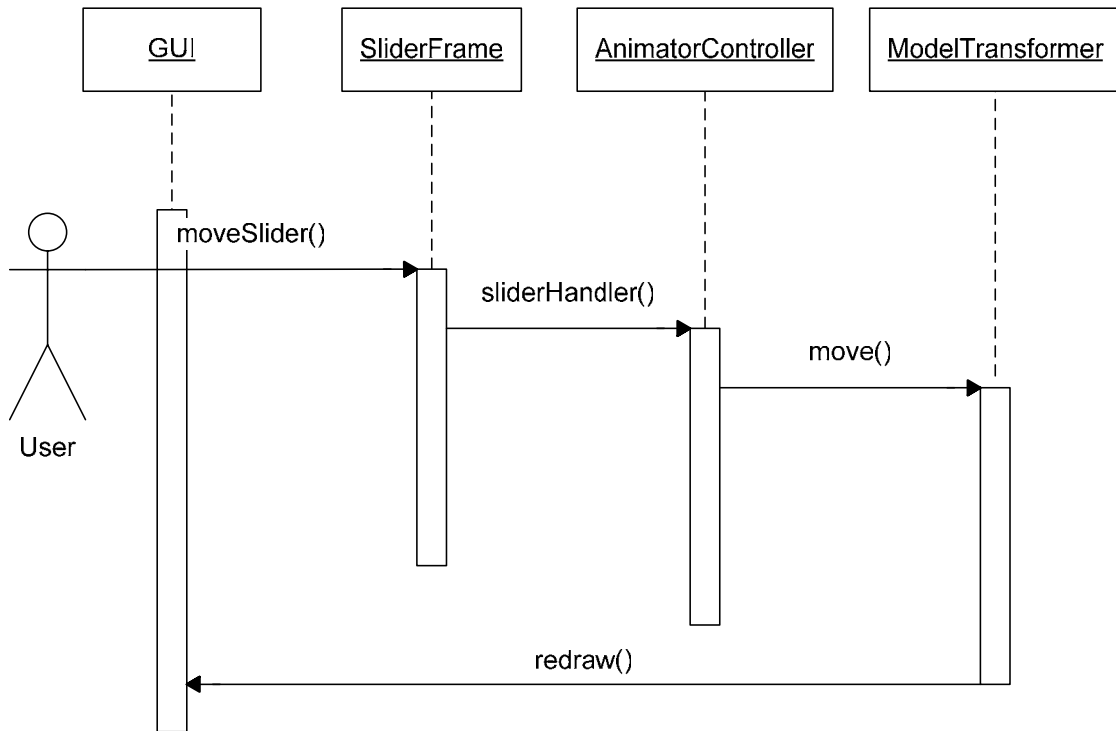 GUI
SliderFrame
AnimatorController
ModelTransformer
moveSlider()
sliderHandler()
move()
User
redraw()